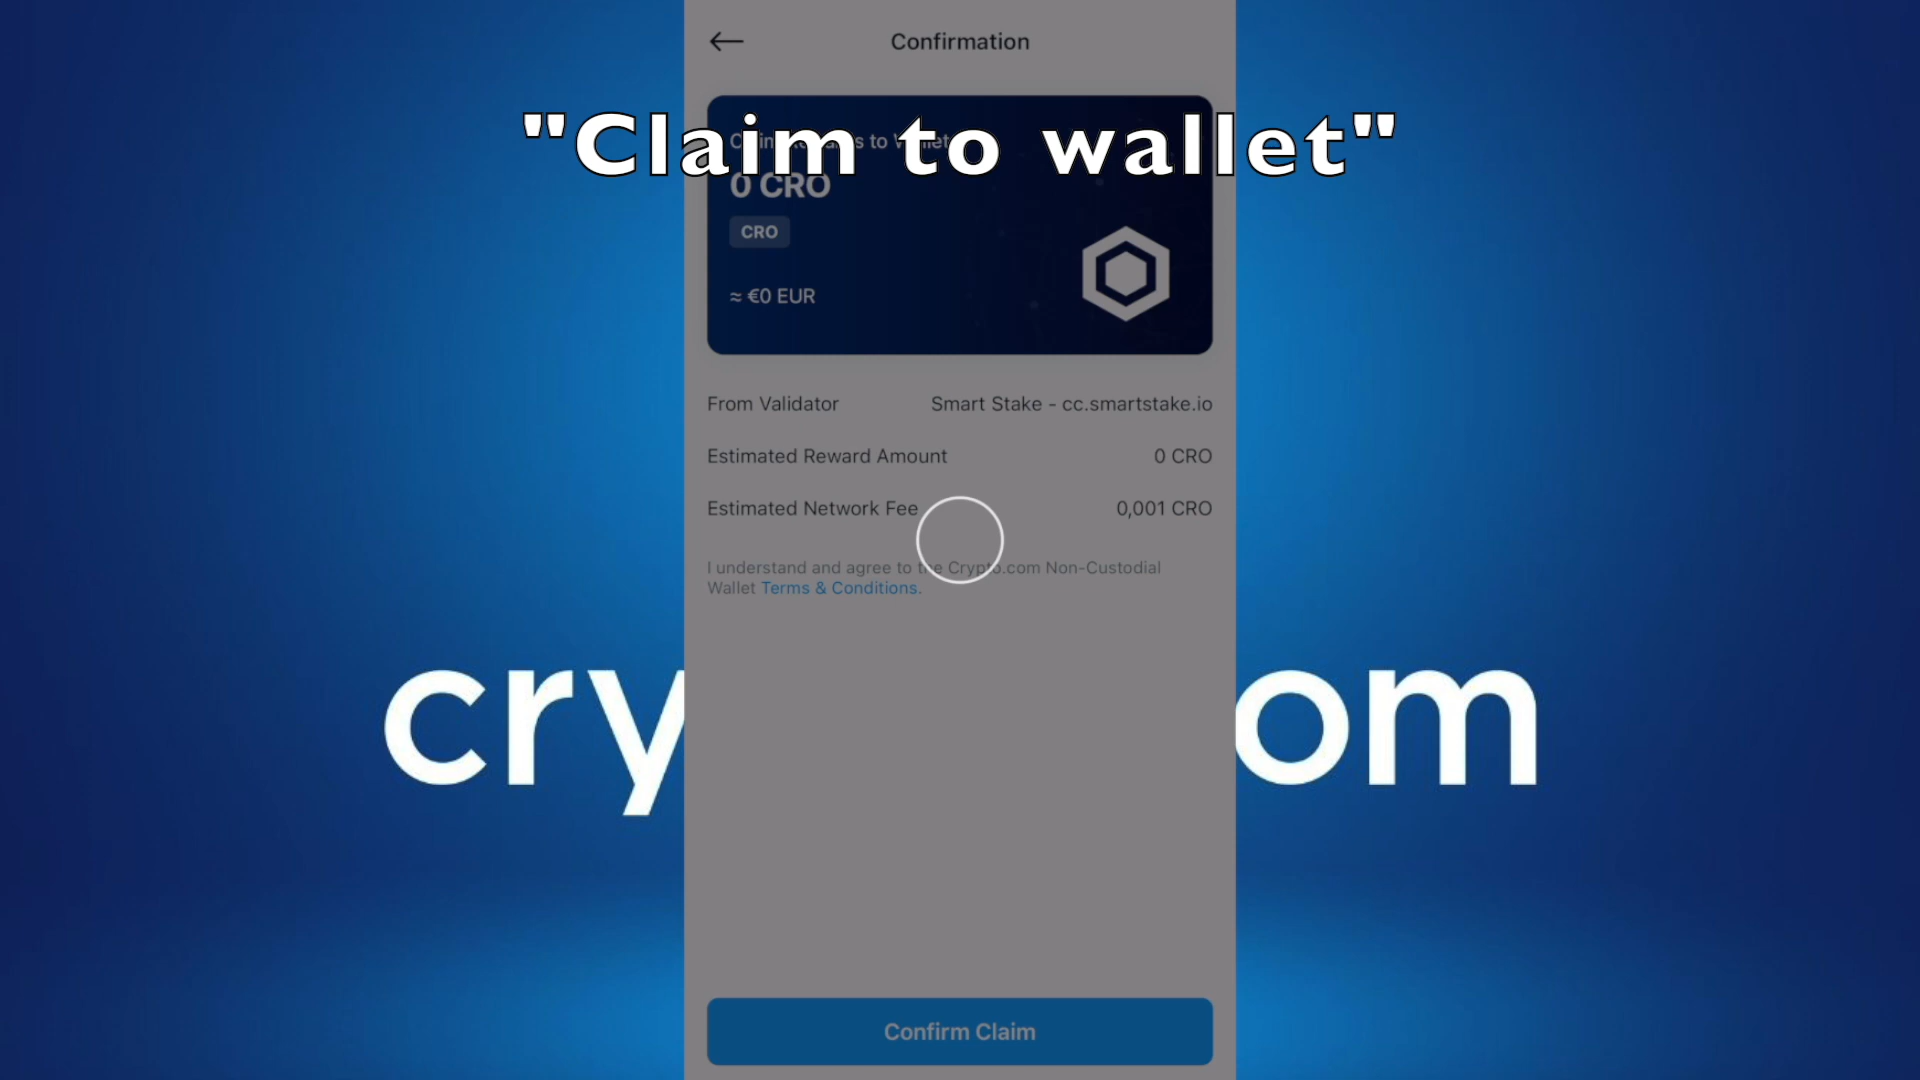 Confirmation
"Claim to wallet"
0 CRO
CRO
≈ €0 EUR
From Validator Smart Stake - cc.smartstake.io
Estimated Reward Amount 0 CRO
Estimated Network Fee 0,001 CRO
I understand and agree to the Crypto.com Non-Custodial
Wallet Terms & Conditions.
cry om
Confirm Claim